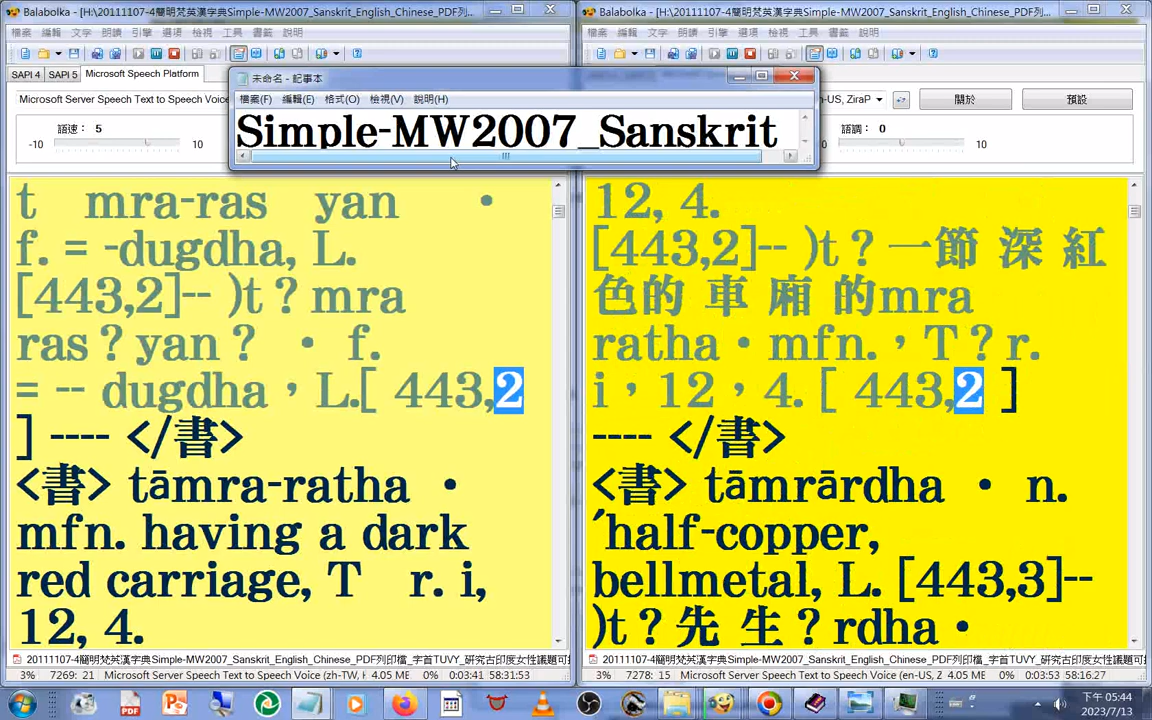 Balabolka - [H:\20111107-4簡明梵英漢字典Simple-MW2007_Sanskrit_English_Chinese_PDF列...
檔案 編輯 文字 朗讀 引擎 選項 檢視 工具 書籤 說明
SAPI 4 SAPI 5 Microsoft Speech Platform
Microsoft Server Speech Text to Speech Voice
語速： 5
-10 10
t mra-ras yan •
f. = -dugdha, L.
[443,2]-- )t？mra
ras？yan？ • f.
= -- dugdha，L.[ 443,2
] ---- </書>
<書> tāmra-ratha •
mfn. having a dark
red carriage, T r. i,
12, 4.
20111107-4簡明梵英漢字典Simple-MW2007_Sanskrit_English_Chinese_PDF列印檔_字首TUVY_研究古印度女性議題可
3% 7269: 21 4.05 MB Microsoft Server Speech Text to Speech Voice (zh-TW, 4.05 MB 0:03:41 58:31:53
未命名 - 記事本
檔案(F) 編輯(E) 格式(O) 檢視(V) 說明(H)
Simple-MW2007_Sanskrit
Balabolka - [H:\20111107-4簡明梵英漢字典Simple-MW2007_Sanskrit_English_Chinese_PDF列...
檔案 編輯 文字 朗讀 引擎 選項 檢視 工具 書籤 說明
n-US, ZiraP 關於 預設
語調： 0
10
12, 4.
[443,2]-- )t？一節 深 紅
色的 車 廂 的mra
ratha • mfn.，T？r.
i，12，4. [ 443,2 ]
---- </書>
<書> tāmrārdha • n.
´half-copper,
bellmetal, L. [443,3]--
)t？先 生？rdha •
20111107-4簡明梵英漢字典Simple-MW2007_Sanskrit_English_Chinese_PDF列印檔_字首TUVY_研究古印度女性議題可
3% 7278: 15 4.05 MB Microsoft Server Speech Text to Speech Voice (en-US, Z 4.05 MB 0:03:53 58:16:27
下午 05:44
2023/7/13